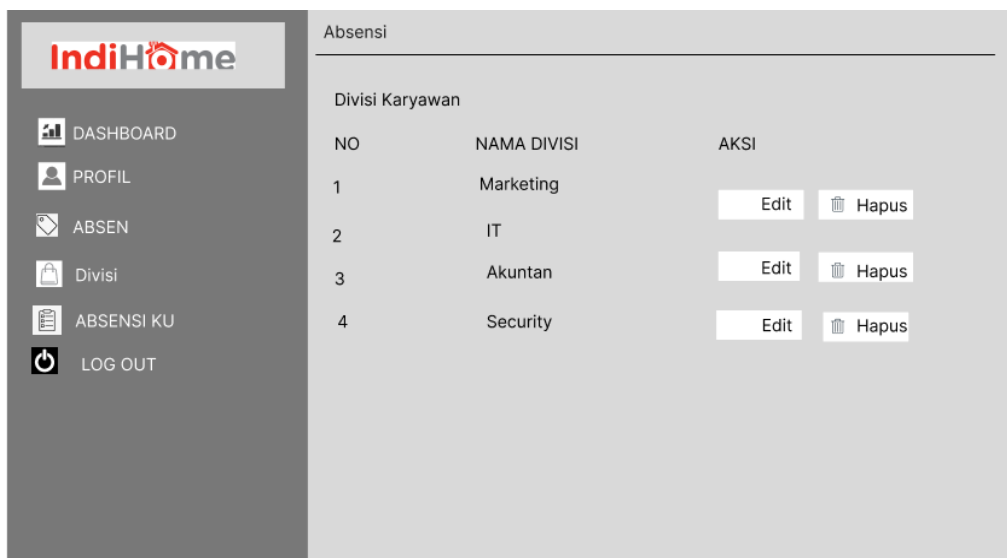 IndiHome
DASHBOARD
PROFIL
ABSEN
Divisi
ABSENSI KU
LOG OUT
Absensi
Divisi Karyawan
NO NAMA DIVISI AKSI
1 Marketing
Edit Hapus
2 IT
3 Akuntan Edit Hapus
4 Security Edit Hapus